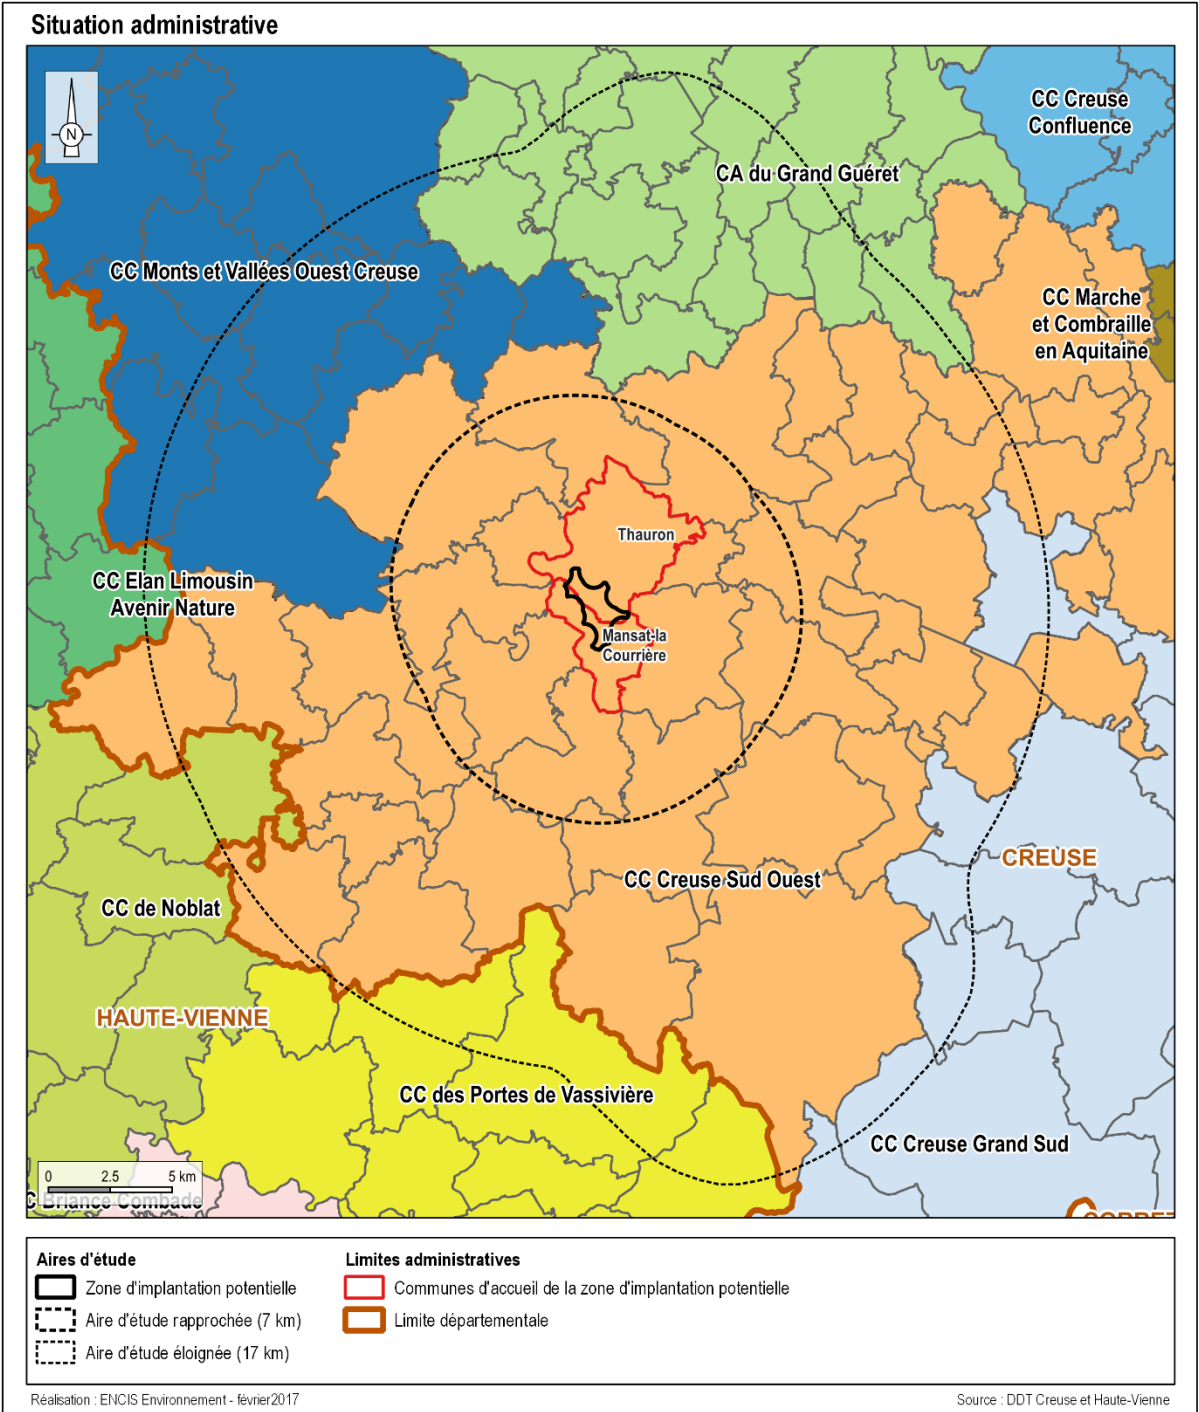 Situation administrative
N
CC Creuse
Confluence
CA du Grand Guéret
CC Monts et Vallées Ouest Creuse
CC Marche
et Combraille
en Aquitaine
Thauron
CC Elan Limousin
Avenir Nature
Mansat-la
Courrière
CREUSE
CC Creuse Sud Ouest
CC de Noblat
HAUTE-VIENNE
CC des Portes de Vassivière
CC Creuse Grand Sud
0 2.5 5 km
C Briance Combade
Aires d'étude
Zone d'implantation potentielle
Aire d'étude rapprochée (7 km)
Aire d'étude éloignée (17 km)
Limites administratives
Communes d'accueil de la zone d'implantation potentielle
Limite départementale
Réalisation : ENCIS Environnement - février2017
Source : DDT Creuse et Haute-Vienne